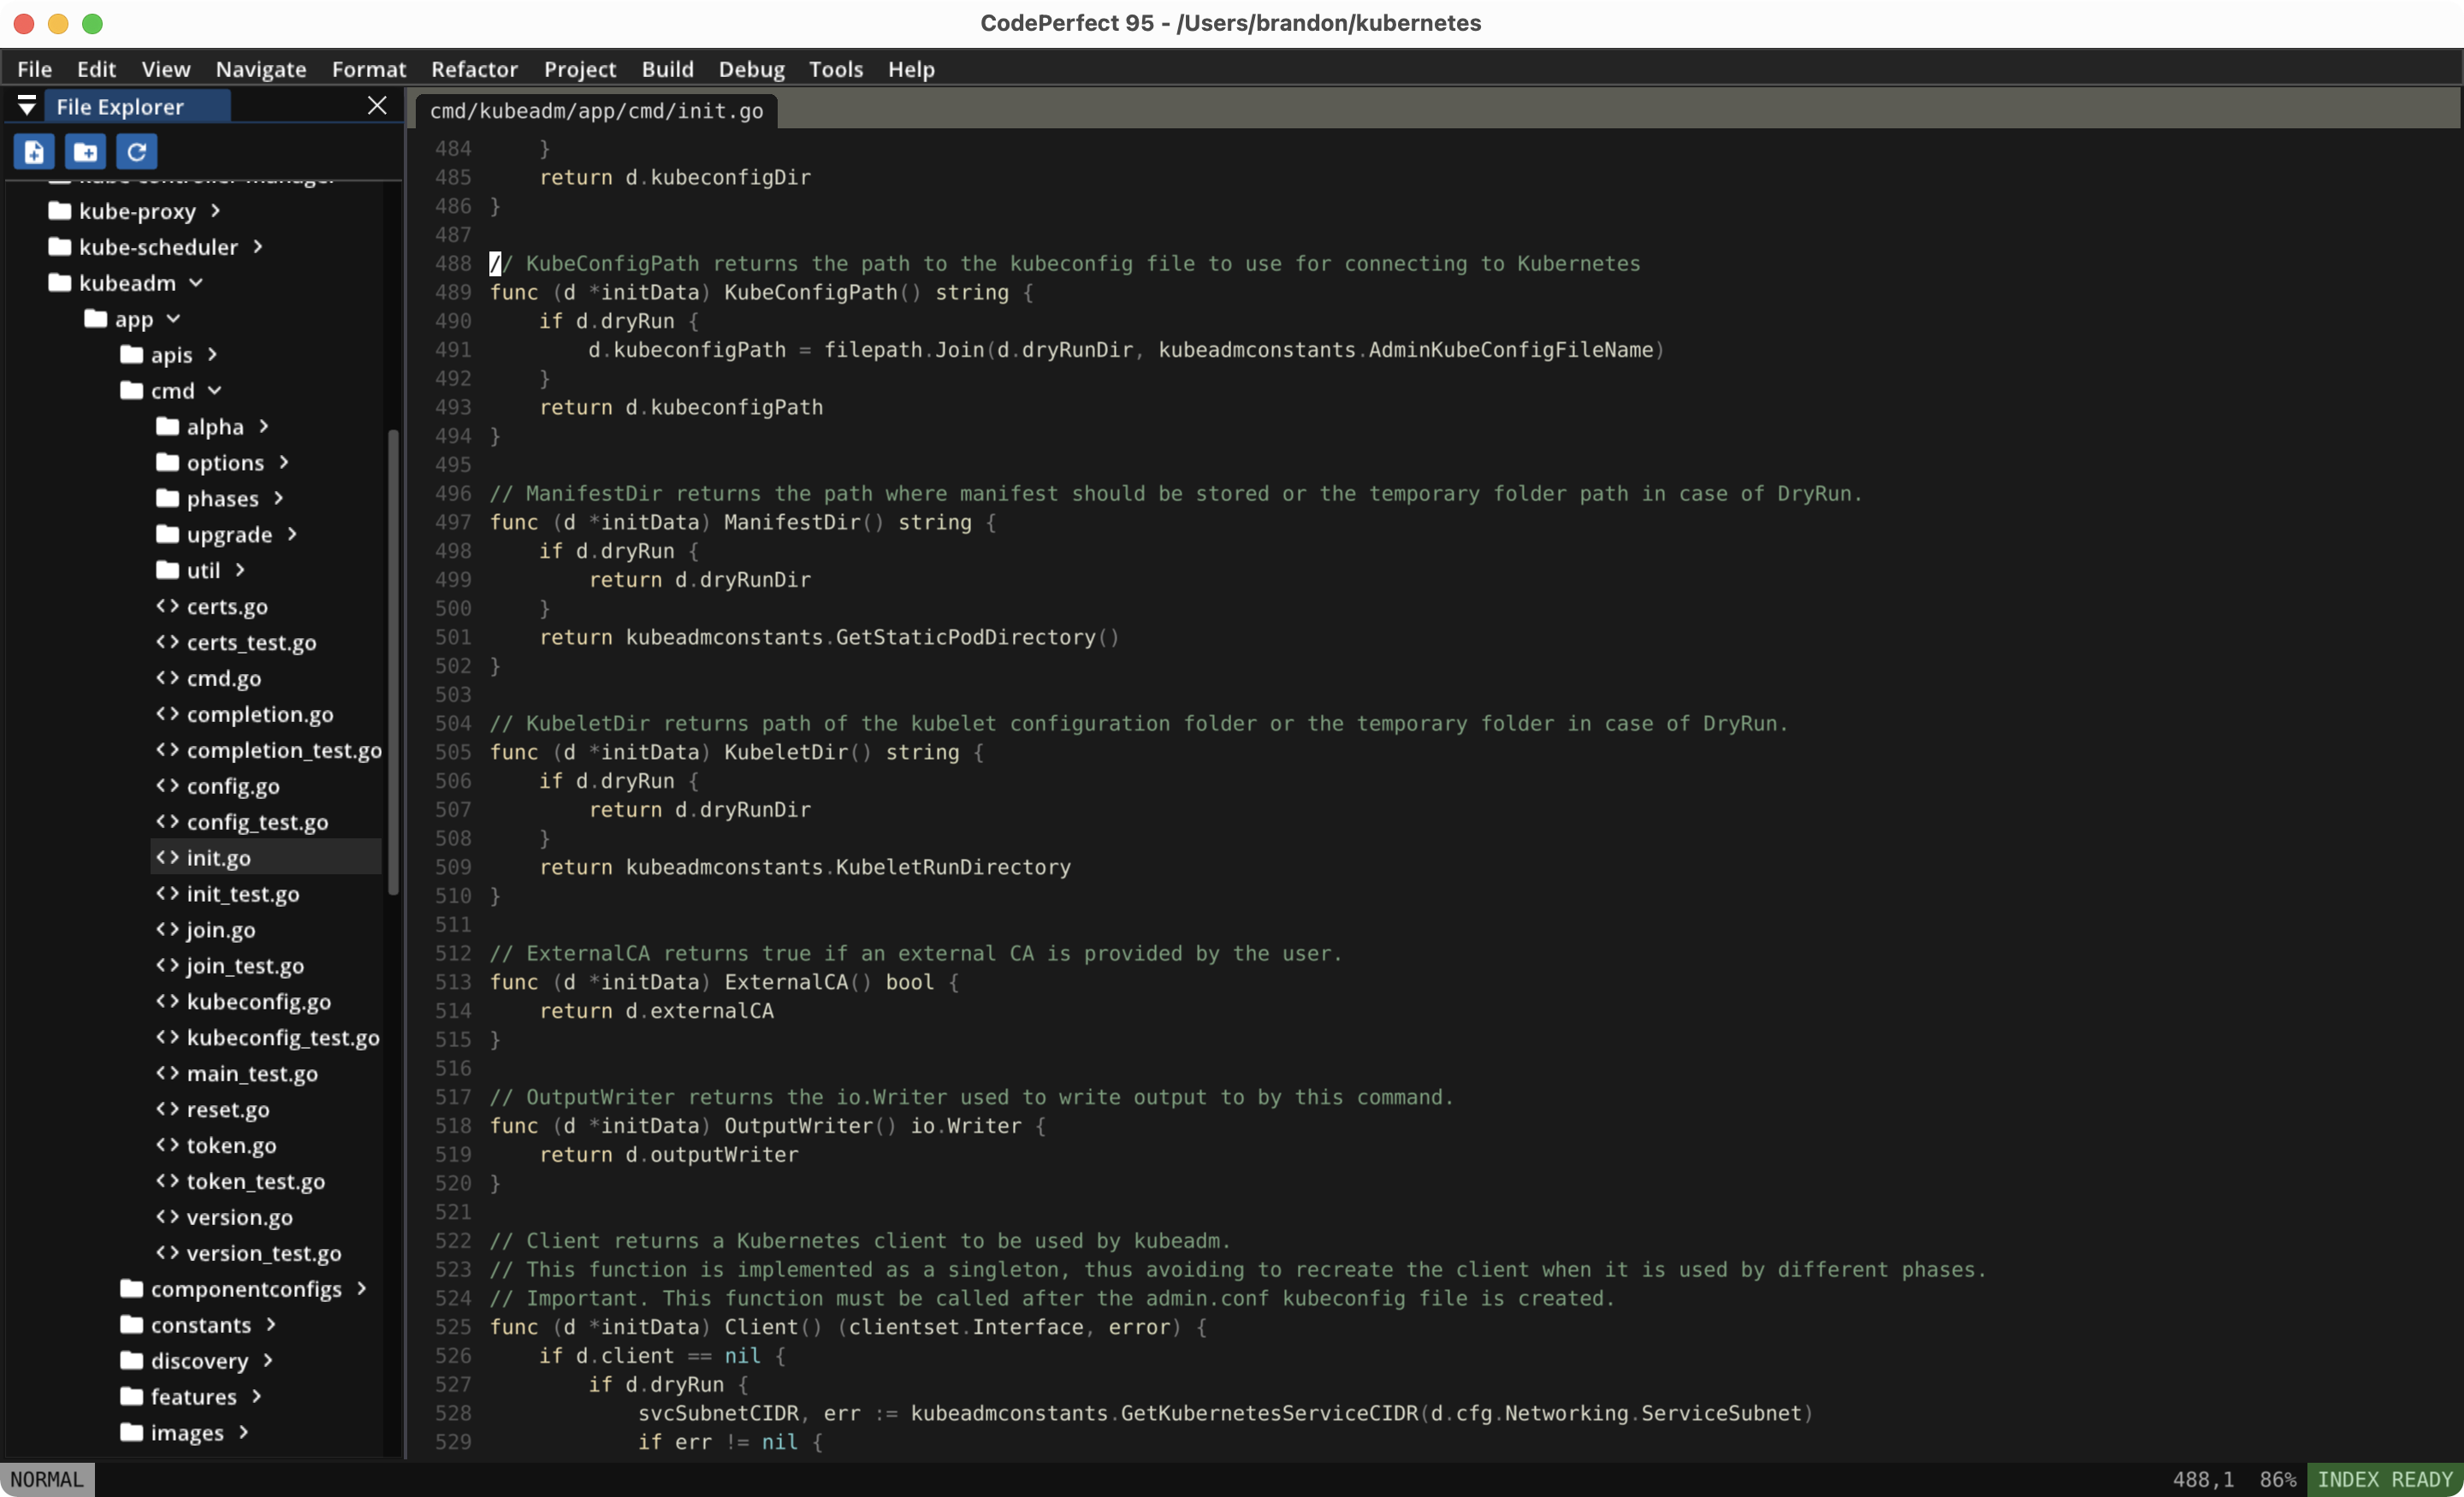 CodePerfect 95 - /Users/brandon/kubernetes
File Edit View Navigate Format Refactor Project Build Debug Tools Help
File Explorer
kube-proxy
kube-scheduler
kubeadm
app
apis
cmd
alpha
options
phases
upgrade
util
certs.go
certs_test.go
cmd.go
completion.go
completion_test.go
config.go
config_test.go
init.go
init_test.go
join.go
join_test.go
kubeconfig.go
kubeconfig_test.go
main_test.go
reset.go
token.go
token_test.go
version.go
version_test.go
componentconfigs
constants
discovery
features
images
cmd/kubeadm/app/cmd/init.go
484     }
485     return d.kubeconfigDir
486 }
487
488 // KubeConfigPath returns the path to the kubeconfig file to use for connecting to Kubernetes
489 func (d *initData) KubeConfigPath() string {
490     if d.dryRun {
491         d.kubeconfigPath = filepath.Join(d.dryRunDir, kubeadmconstants.AdminKubeConfigFileName)
492     }
493     return d.kubeconfigPath
494 }
495
496 // ManifestDir returns the path where manifest should be stored or the temporary folder path in case of DryRun.
497 func (d *initData) ManifestDir() string {
498     if d.dryRun {
499         return d.dryRunDir
500     }
501     return kubeadmconstants.GetStaticPodDirectory()
502 }
503
504 // KubeletDir returns path of the kubelet configuration folder or the temporary folder in case of DryRun.
505 func (d *initData) KubeletDir() string {
506     if d.dryRun {
507         return d.dryRunDir
508     }
509     return kubeadmconstants.KubeletRunDirectory
510 }
511
512 // ExternalCA returns true if an external CA is provided by the user.
513 func (d *initData) ExternalCA() bool {
514     return d.externalCA
515 }
516
517 // OutputWriter returns the io.Writer used to write output to by this command.
518 func (d *initData) OutputWriter() io.Writer {
519     return d.outputWriter
520 }
521
522 // Client returns a Kubernetes client to be used by kubeadm.
523 // This function is implemented as a singleton, thus avoiding to recreate the client when it is used by different phases.
524 // Important. This function must be called after the admin.conf kubeconfig file is created.
525 func (d *initData) Client() (clientset.Interface, error) {
526     if d.client == nil {
527         if d.dryRun {
528             svcSubnetCIDR, err := kubeadmconstants.GetKubernetesServiceCIDR(d.cfg.Networking.ServiceSubnet)
529             if err != nil {
NORMAL
488,1 86% INDEX READY